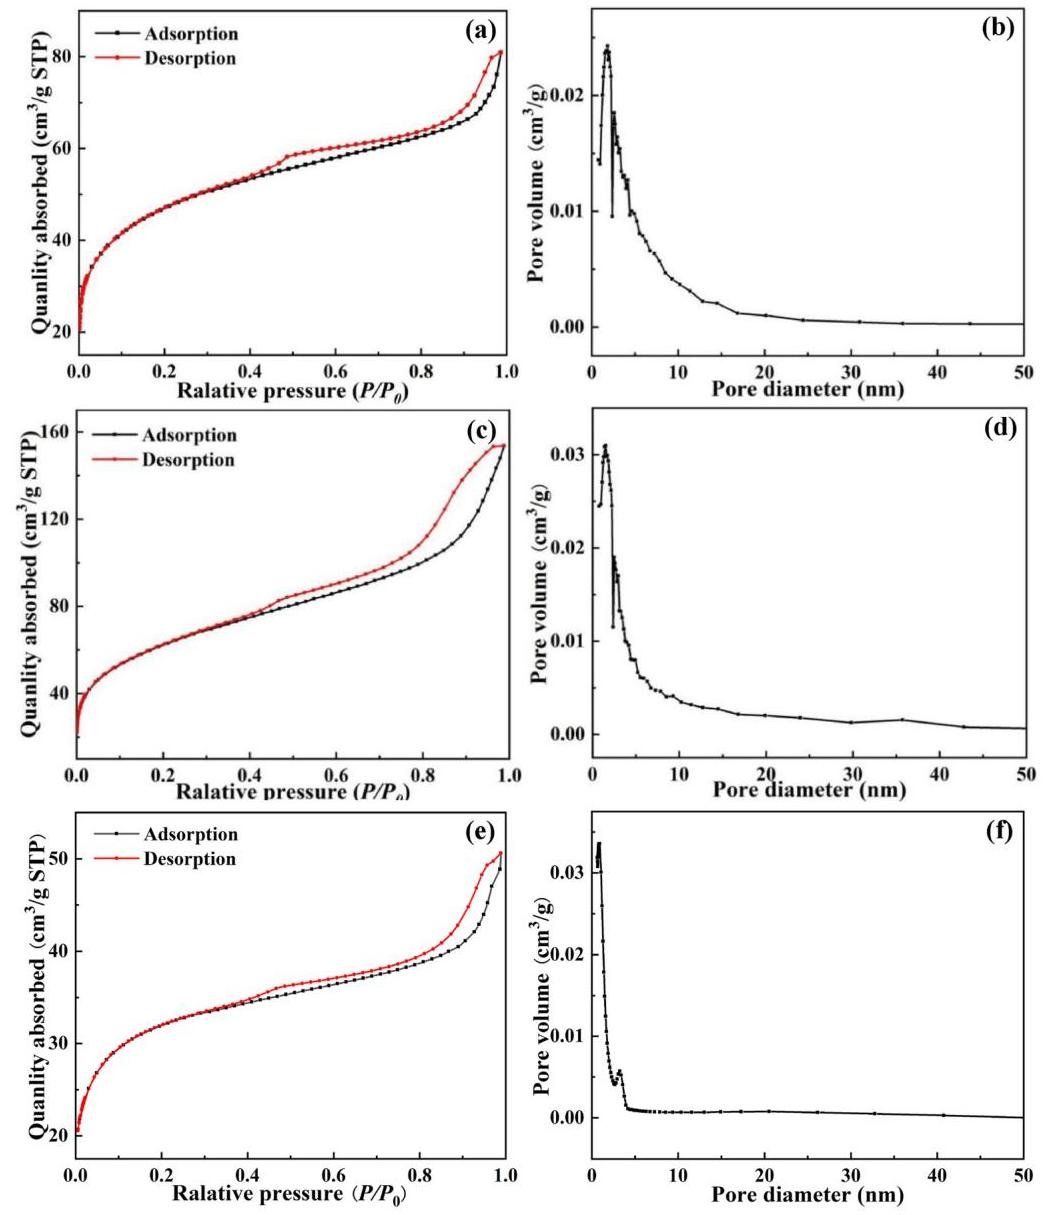 (a)
Adsorption
Desorption
Quanlity absorbed (cm³/g STP)
80
60
40
20
0.0 0.2 0.4 0.6 0.8 1.0
Ralative pressure (P/P₀)
(b)
Pore volume (cm³/g)
0.02
0.01
0.00
0 10 20 30 40 50
Pore diameter (nm)
(c)
Adsorption
Desorption
Quanlity absorbed (cm³/g STP)
160
120
80
40
0.0 0.2 0.4 0.6 0.8 1.0
Ralative pressure (P/P₀)
(d)
Pore volume (cm³/g)
0.03
0.02
0.01
0.00
0 10 20 30 40 50
Pore diameter (nm)
(e)
Adsorption
Desorption
Quanlity absorbed (cm³/g STP)
50
40
30
20
0.0 0.2 0.4 0.6 0.8 1.0
Ralative pressure (P/P₀)
(f)
Pore volume (cm³/g)
0.03
0.02
0.01
0.00
0 10 20 30 40 50
Pore diameter (nm)